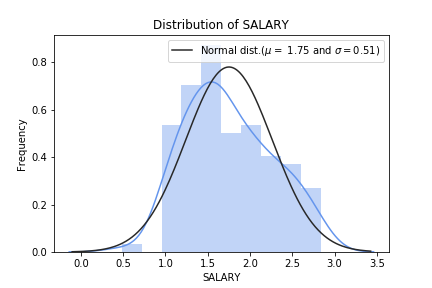 Distribution of SALARY
Normal dist.(μ = 1.75 and σ=0.51)
Frequency
0.8
0.6
0.4
0.2
0.0
0.0 0.5 1.0 1.5 2.0 2.5 3.0 3.5
SALARY